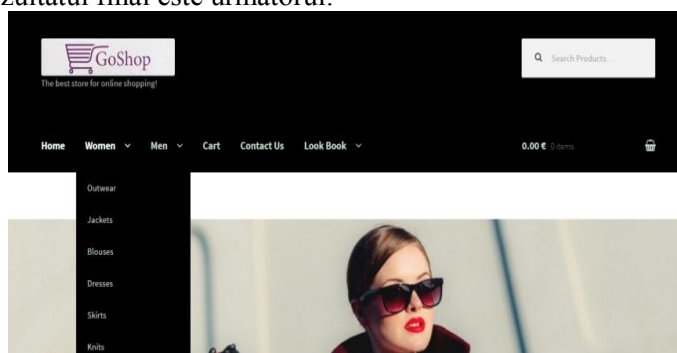 zultatul final este următorul:
GoShop
Search Products...
The best store for online shopping!
Home Women Men Cart Contact Us Look Book 0.00 € 0 items
Outwear
Jackets
Blouses
Dresses
Skirts
Knits